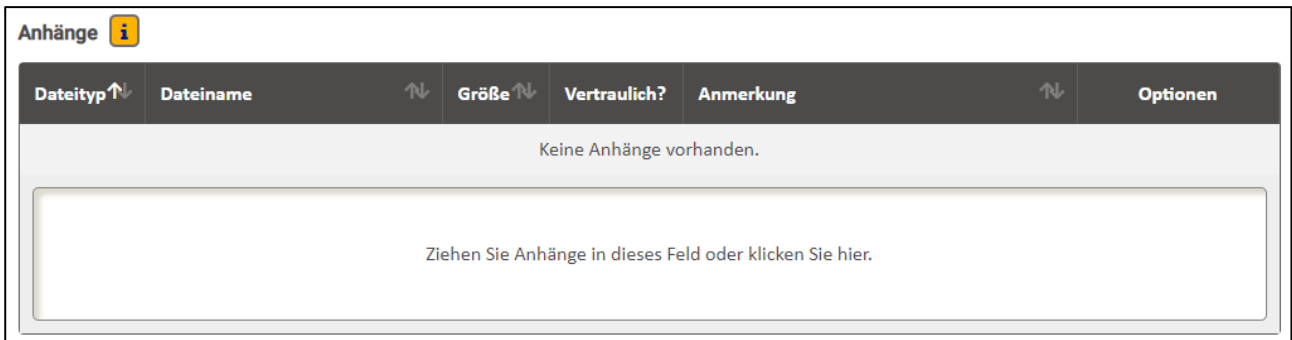 Anhänge i
Dateityp Dateiname Größe Vertraulich? Anmerkung Optionen
Keine Anhänge vorhanden.
Ziehen Sie Anhänge in dieses Feld oder klicken Sie hier.